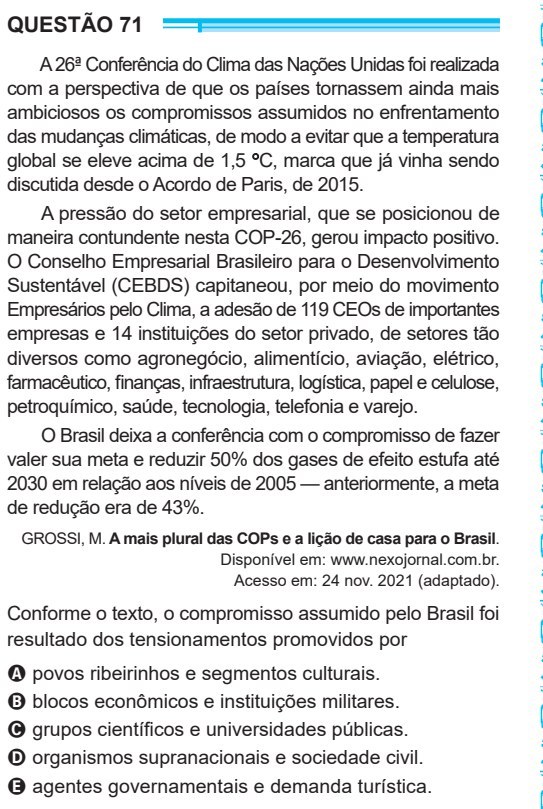 QUESTÃO 71
A 26ª Conferência do Clima das Nações Unidas foi realizada
com a perspectiva de que os países tornassem ainda mais
ambiciosos os compromissos assumidos no enfrentamento
das mudanças climáticas, de modo a evitar que a temperatura
global se eleve acima de 1,5 ºC, marca que já vinha sendo
discutida desde o Acordo de Paris, de 2015.
A pressão do setor empresarial, que se posicionou de
maneira contundente nesta COP-26, gerou impacto positivo.
O Conselho Empresarial Brasileiro para o Desenvolvimento
Sustentável (CEBDS) capitaneou, por meio do movimento
Empresários pelo Clima, a adesão de 119 CEOs de importantes
empresas e 14 instituições do setor privado, de setores tão
diversos como agronegócio, alimentício, aviação, elétrico,
farmacêutico, finanças, infraestrutura, logística, papel e celulose,
petroquímico, saúde, tecnologia, telefonia e varejo.
O Brasil deixa a conferência com o compromisso de fazer
valer sua meta e reduzir 50% dos gases de efeito estufa até
2030 em relação aos níveis de 2005 — anteriormente, a meta
de redução era de 43%.
GROSSI, M. A mais plural das COPs e a lição de casa para o Brasil.
Disponível em: www.nexojornal.com.br.
Acesso em: 24 nov. 2021 (adaptado).
Conforme o texto, o compromisso assumido pelo Brasil foi
resultado dos tensionamentos promovidos por
A povos ribeirinhos e segmentos culturais.
B blocos econômicos e instituições militares.
C grupos científicos e universidades públicas.
D organismos supranacionais e sociedade civil.
E agentes governamentais e demanda turística.